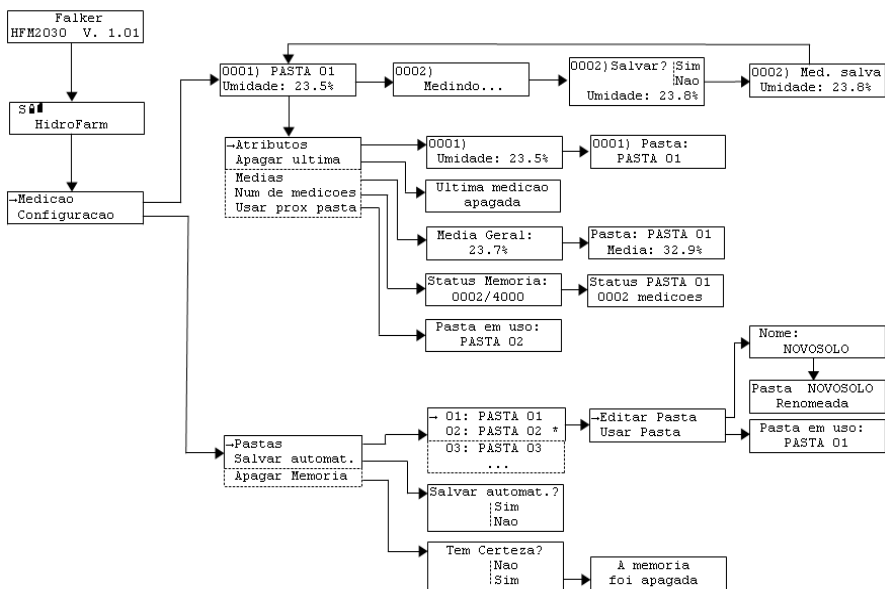 Falker
HFM2030 V. 1.01
S
HidroFarm
→Medicao
Configuracao
0001) PASTA 01
Umidade: 23.5%
0002)
Medindo...
0002)Salvar? Sim
Nao
Umidade: 23.8%
0002) Med. salva
Umidade: 23.8%
→Atributos
Apagar ultima
Medias
Num de medicoes
Usar prox pasta
0001)
Umidade: 23.5%
0001) Pasta:
PASTA 01
Ultima medicao
apagada
Media Geral:
23.7%
Pasta: PASTA 01
Media: 32.9%
Status Memoria:
0002/4000
Status PASTA 01
0002 medicoes
Pasta em uso:
PASTA 02
→Pastas
Salvar automat.
Apagar Memoria
→ 01: PASTA 01
02: PASTA 02 *
03: PASTA 03
...
→Editar Pasta
Usar Pasta
Nome:
NOVOSOLO
Pasta NOVOSOLO
Renomeada
Pasta em uso:
PASTA 01
Salvar automat.?
Sim
Nao
Tem Certeza?
Nao
Sim
A memoria
foi apagada